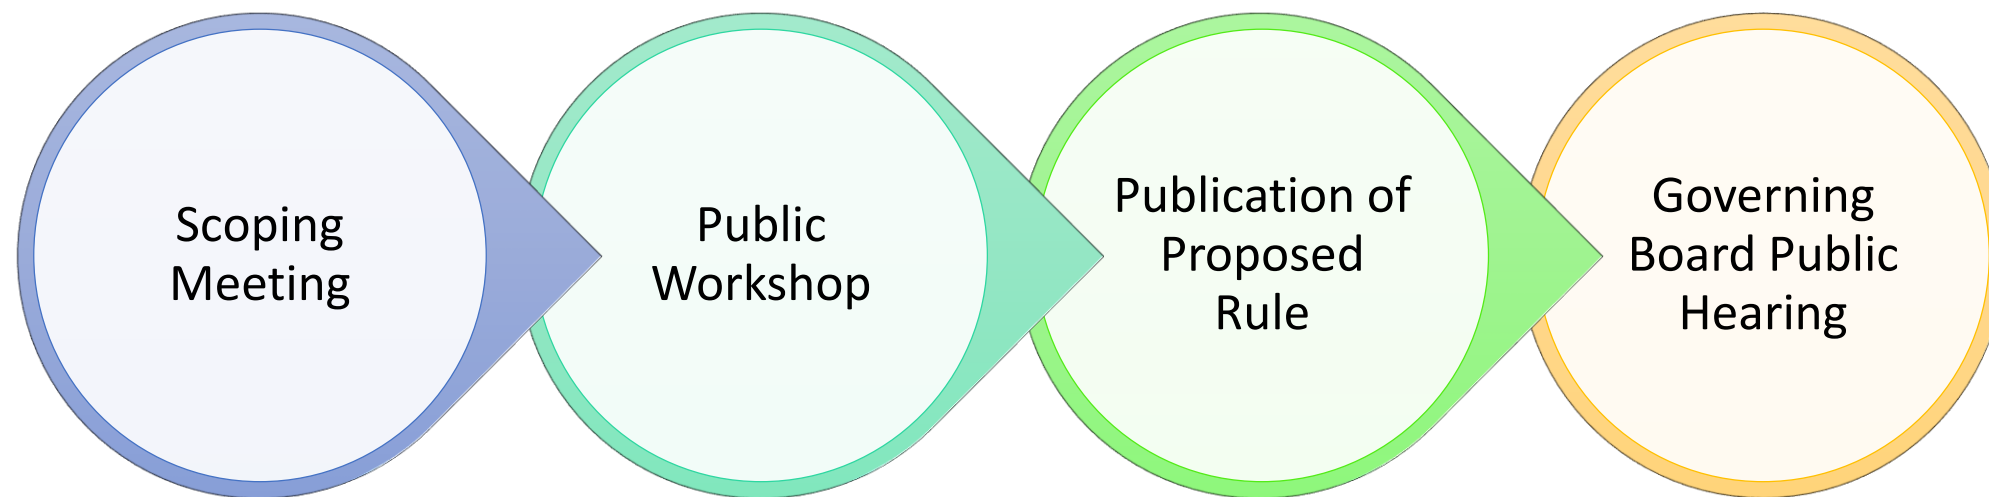 Scoping
Meeting
Public
Workshop
Publication of
Proposed
Rule
Governing
Board Public
Hearing